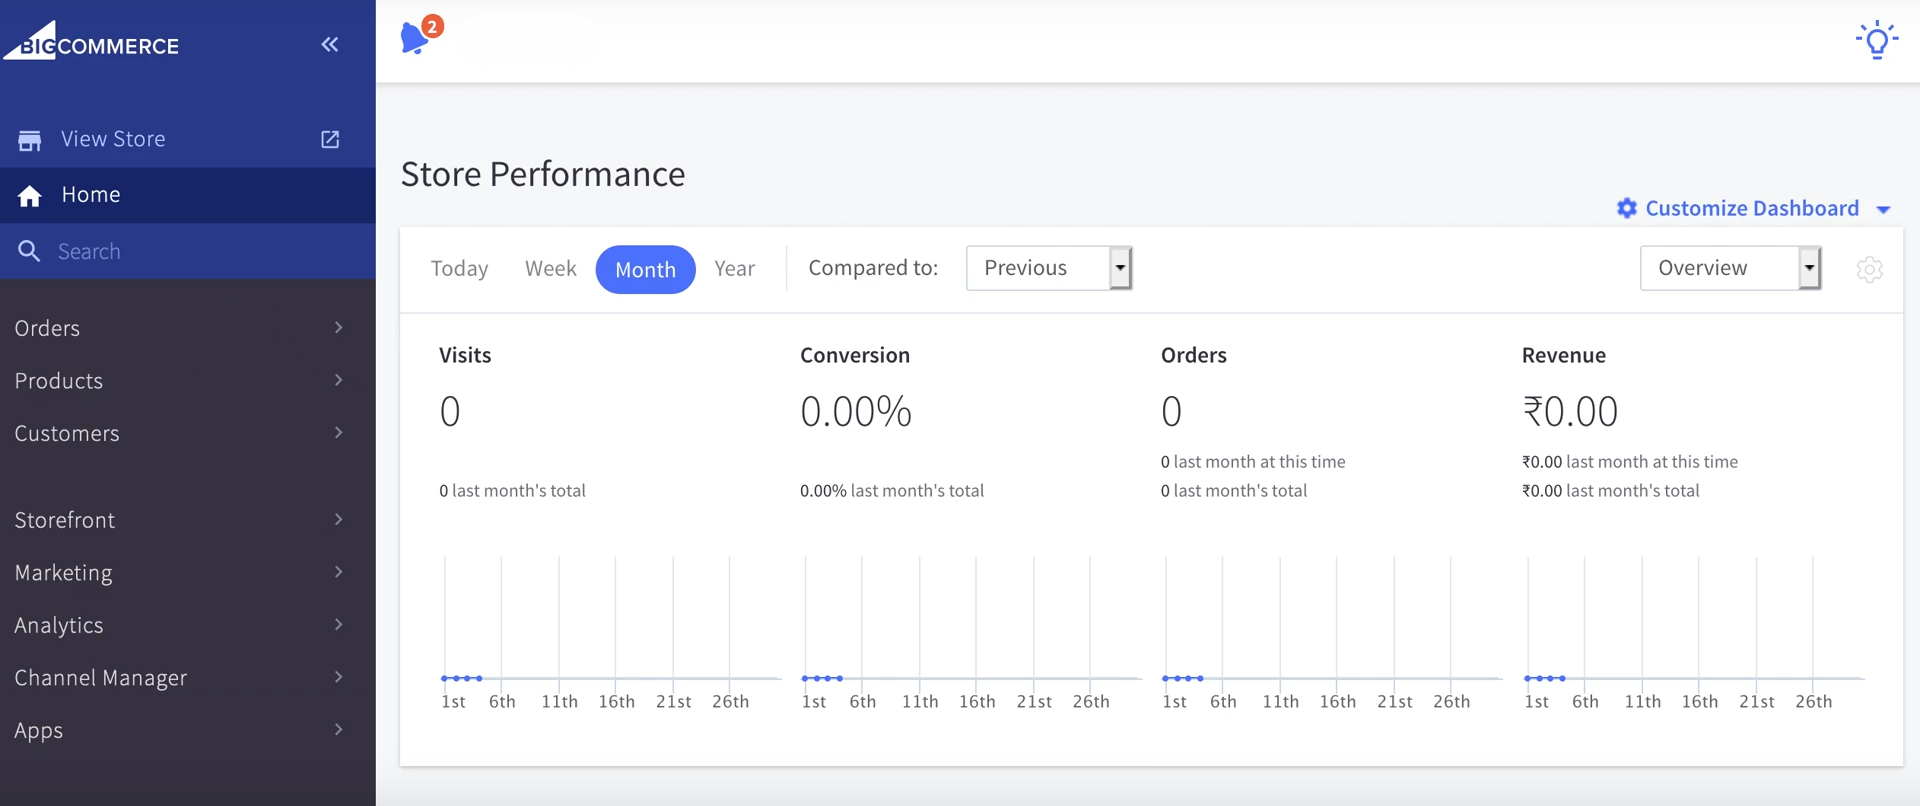 BIGCOMMERCE
2
View Store
Home
Search
Orders
Products
Customers
Storefront
Marketing
Analytics
Channel Manager
Apps
Store Performance
Customize Dashboard
Today Week Month Year Compared to: Previous Overview
Visits
0
0 last month's total
1st 6th 11th 16th 21st 26th
Conversion
0.00%
0.00% last month's total
1st 6th 11th 16th 21st 26th
Orders
0
0 last month at this time
0 last month's total
1st 6th 11th 16th 21st 26th
Revenue
₹0.00
₹0.00 last month at this time
₹0.00 last month's total
1st 6th 11th 16th 21st 26th